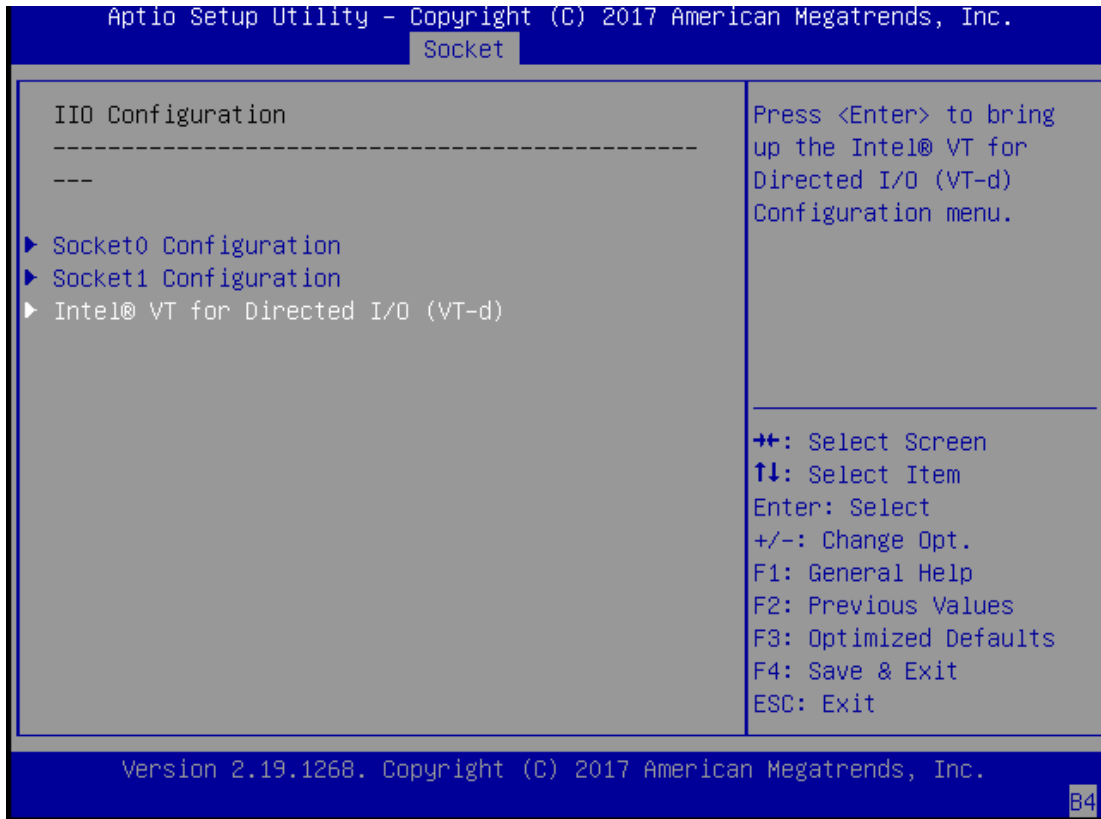 Aptio Setup Utility – Copyright (C) 2017 American Megatrends, Inc.
Socket
IIO Configuration
-----------------------------------------------
---
Socket0 Configuration
Socket1 Configuration
Intel® VT for Directed I/O (VT-d)
Press <Enter> to bring
up the Intel® VT for
Directed I/O (VT-d)
Configuration menu.
→←: Select Screen
↑↓: Select Item
Enter: Select
+/-: Change Opt.
F1: General Help
F2: Previous Values
F3: Optimized Defaults
F4: Save & Exit
ESC: Exit
Version 2.19.1268. Copyright (C) 2017 American Megatrends, Inc.
B4